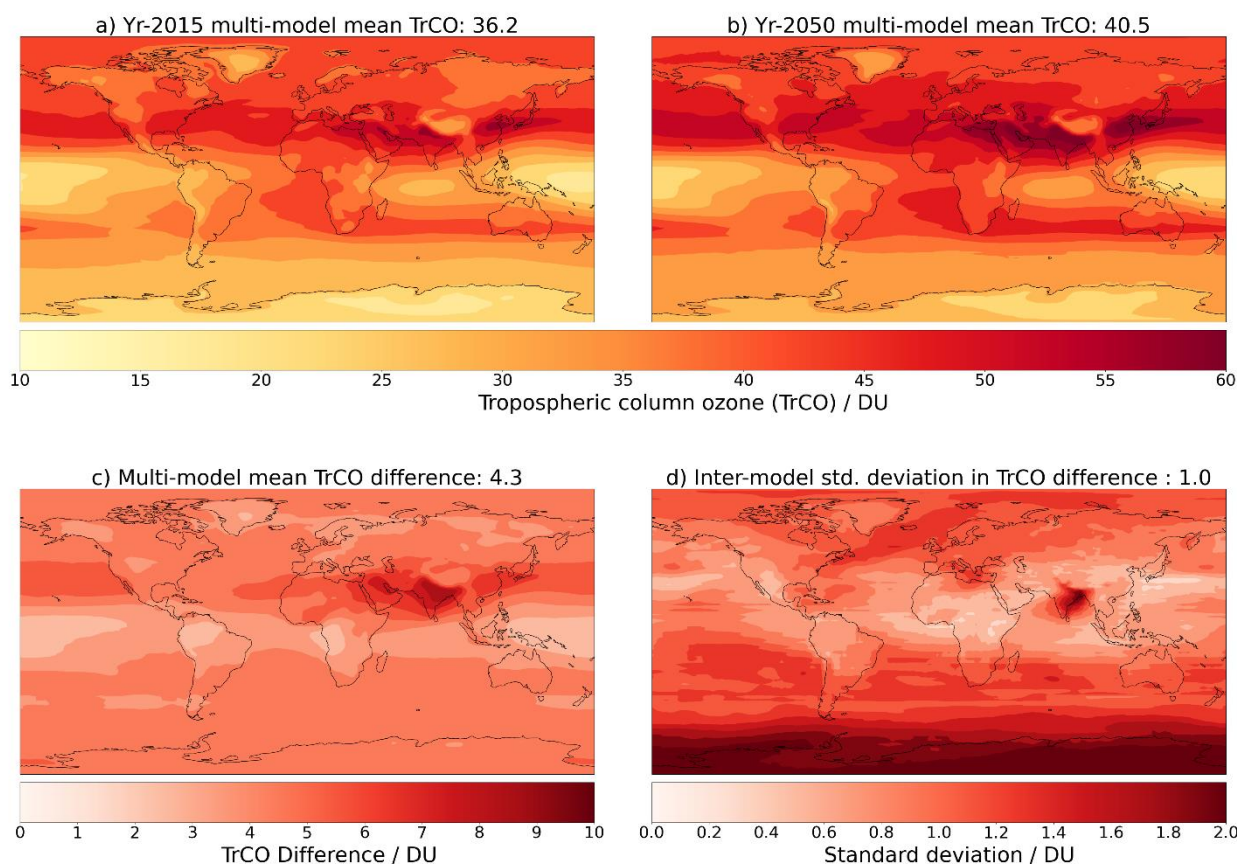 a) Yr-2015 multi-model mean TrCO: 36.2
b) Yr-2050 multi-model mean TrCO: 40.5
10 15 20 25 30 35 40 45 50 55 60
Tropospheric column ozone (TrCO) / DU
c) Multi-model mean TrCO difference: 4.3
d) Inter-model std. deviation in TrCO difference : 1.0
0 1 2 3 4 5 6 7 8 9 10
TrCO Difference / DU
0.0 0.2 0.4 0.6 0.8 1.0 1.2 1.4 1.6 1.8 2.0
Standard deviation / DU